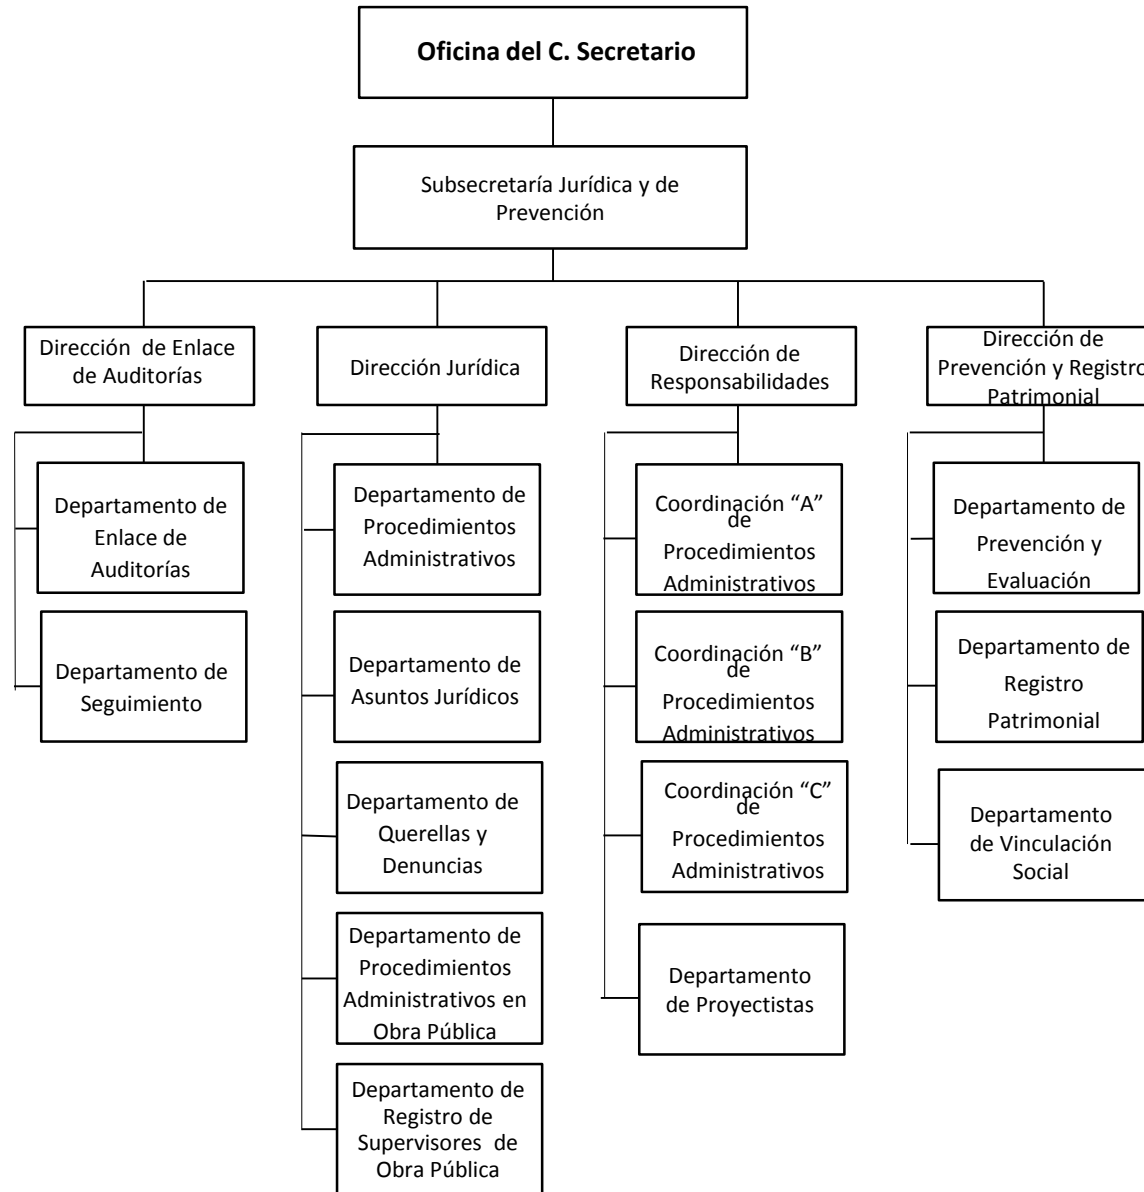 Oficina del C. Secretario
Subsecretaría Jurídica y de
Prevención
Dirección de Enlace
de Auditorías
Dirección Jurídica
Dirección de
Responsabilidades
Dirección de
Prevención y Registro
Patrimonial
Departamento de
Enlace de
Auditorías
Departamento de
Seguimiento
Departamento de
Procedimientos
Administrativos
Departamento de
Asuntos Jurídicos
Departamento de
Querellas y
Denuncias
Departamento de
Procedimientos
Administrativos en
Obra Pública
Departamento de
Registro de
Supervisores de
Obra Pública
Coordinación “A”
de
Procedimientos
Administrativos
Coordinación “B”
de
Procedimientos
Administrativos
Coordinación “C”
de
Procedimientos
Administrativos
Departamento
de Proyectistas
Departamento de
Prevención y
Evaluación
Departamento de
Registro
Patrimonial
Departamento
de Vinculación
Social